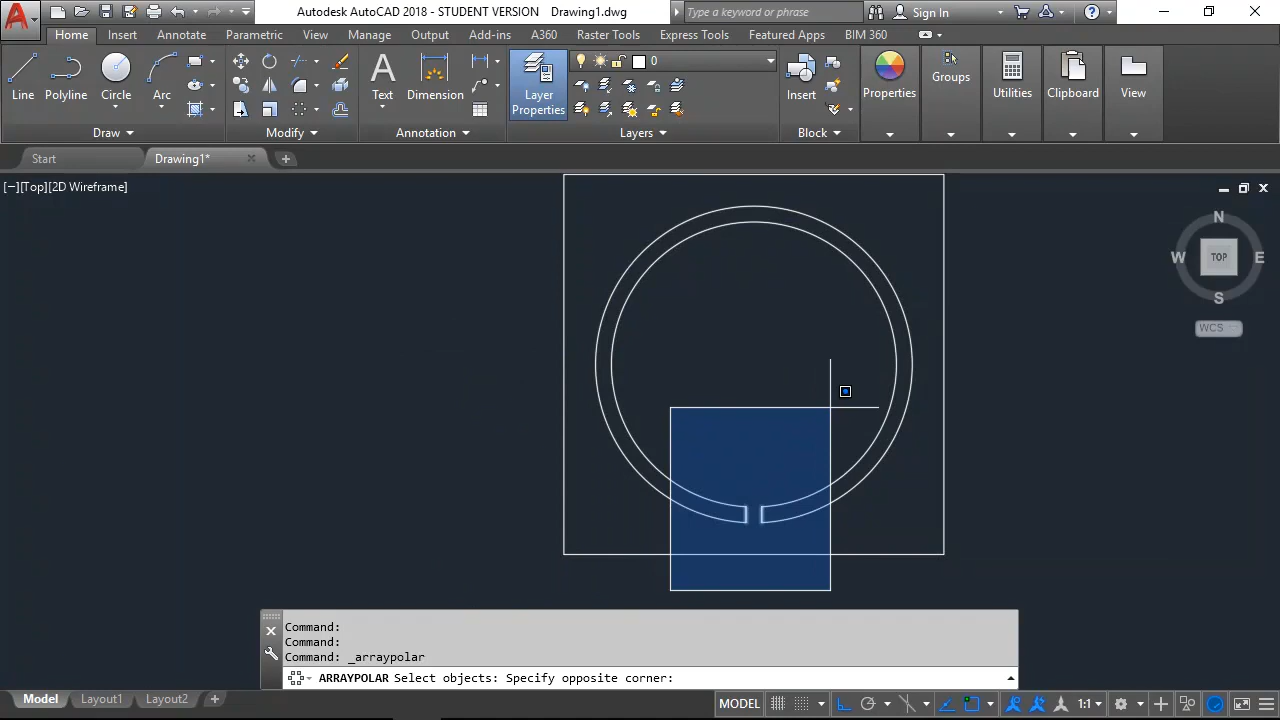 Autodesk AutoCAD 2018 - STUDENT VERSION Drawing1.dwg
Type a keyword or phrase
Sign In
Home Insert Annotate Parametric View Manage Output Add-ins A360 Raster Tools Express Tools Featured Apps BIM 360
Line Polyline Circle Arc
Text Dimension
Layer
Properties
0
Insert
Properties
Groups
Utilities
Clipboard
View
Draw Modify Annotation Layers Block
Start Drawing1*
[−][Top][2D Wireframe]
N
W TOP E
S
WCS
Command:
Command:
Command: _arraypolar
ARRAYPOLAR Select objects: Specify opposite corner:
Model Layout1 Layout2
MODEL 1:1